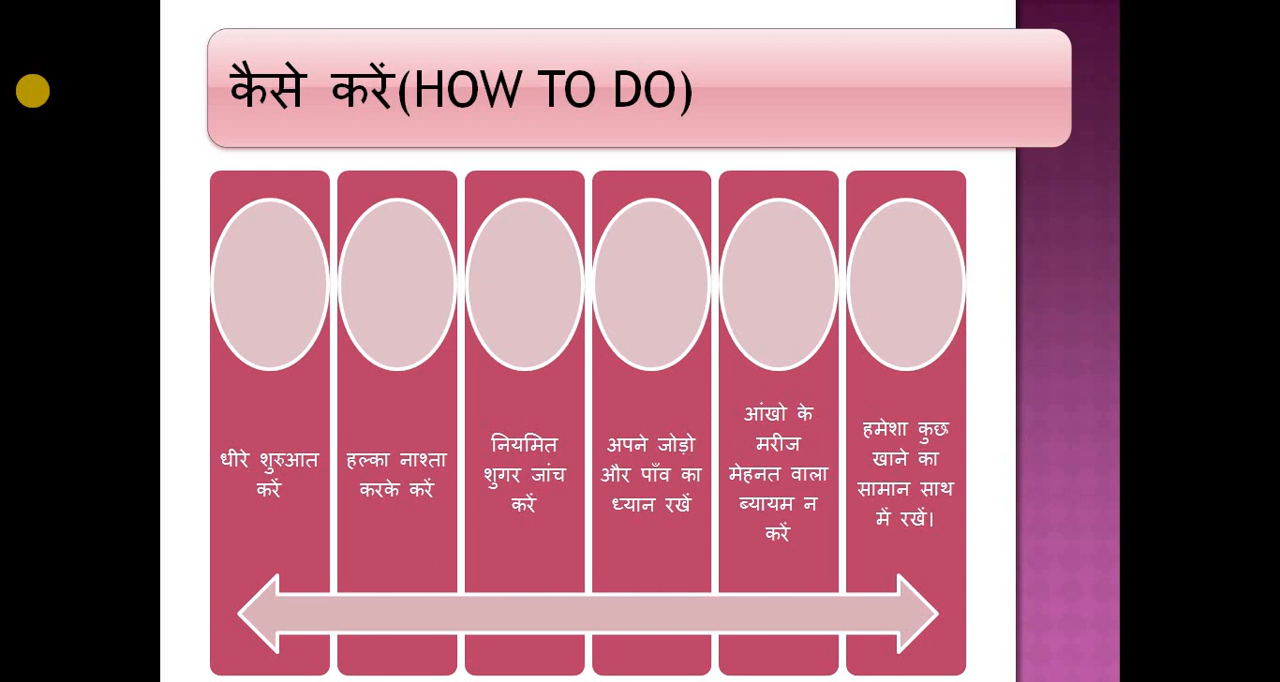 कैसे करें(HOW TO DO)
धीरे शुरुआत
करें
हल्का नाश्ता
करके करें
नियमित
शुगर जांच
करें
अपने जोड़ो
और पाँव का
ध्यान रखें
आंखो के
मरीज
मेहनत वाला
ब्यायम न
करें
हमेशा कुछ
खाने का
सामान साथ
में रखें।